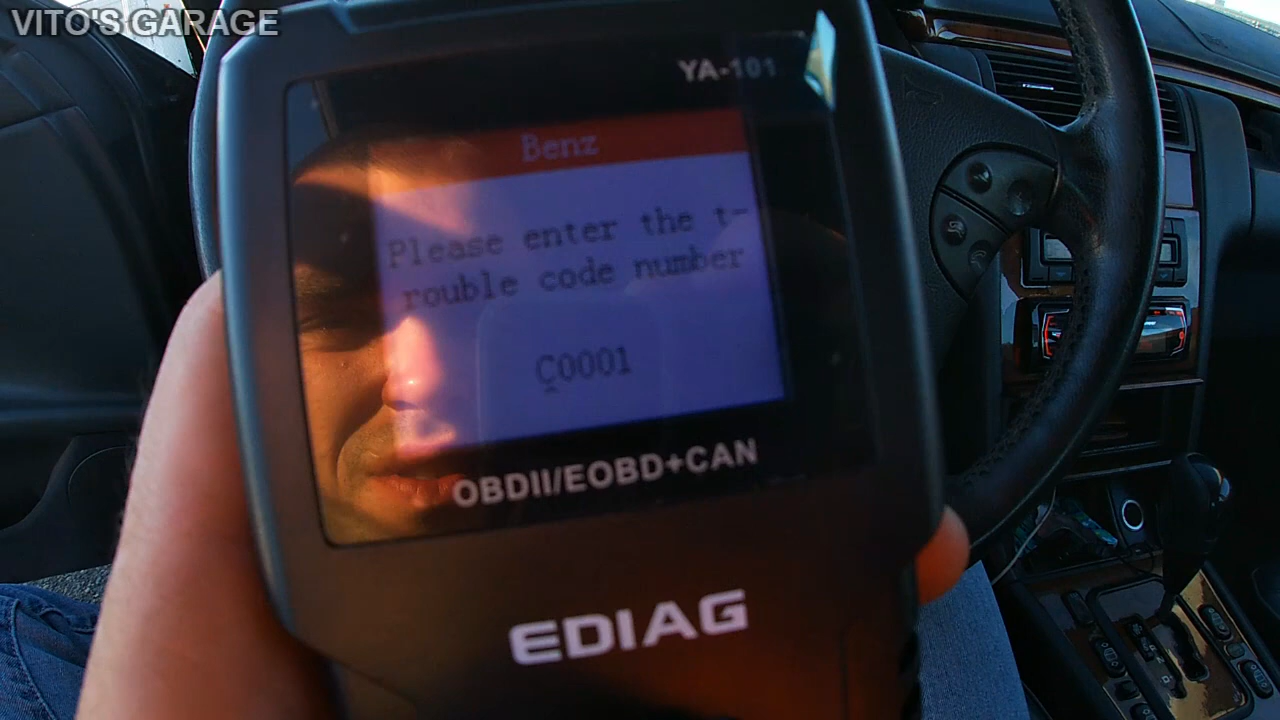 VITO'S GARAGE
YA-101
Benz
Please enter the t-
rouble code number
C0001
OBDII/EOBD+CAN
EDIAG